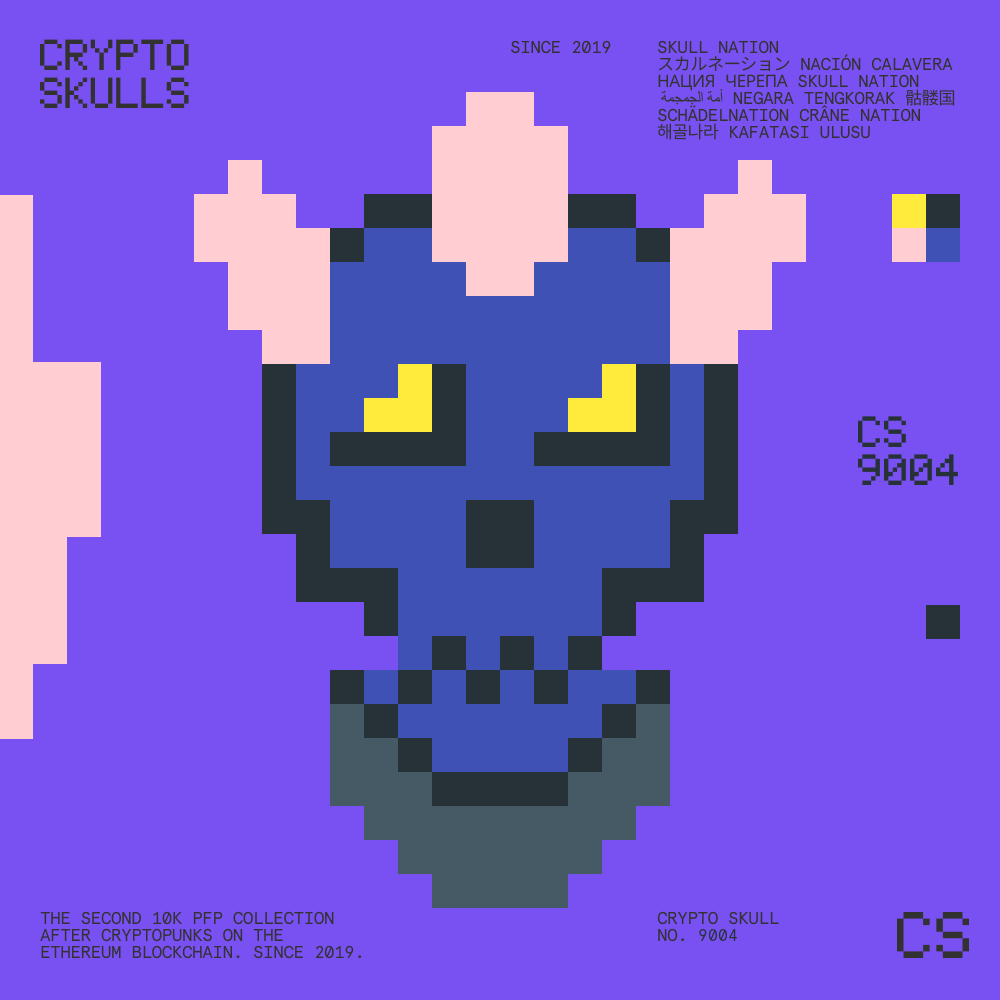 CRYPTO
SKULLS
SINCE 2019
SKULL NATION
スカルネーション NACIÓN CALAVERA
НАЦИЯ ЧЕРЕПА SKULL NATION
أمة الجمجمة NEGARA TENGKORAK 骷髅国
SCHÄDELNATION CRÂNE NATION
해골나라 KAFATASI ULUSU
CS
9004
THE SECOND 10K PFP COLLECTION
AFTER CRYPTOPUNKS ON THE
ETHEREUM BLOCKCHAIN. SINCE 2019.
CRYPTO SKULL
NO. 9004
CS